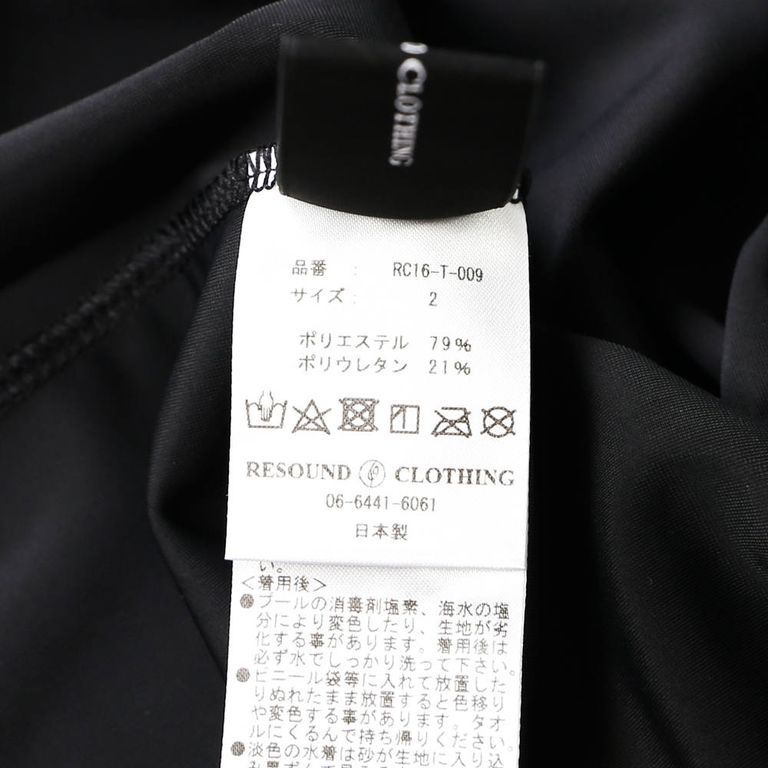 CLOTHING
品番 : RC16-T-009
サイズ : 2
ポリエステル 79%
ポリウレタン 21%
RESOUND CLOTHING
06-6441-6061
日本製
い。
<着用後>
●プールの消毒剤塩素、海水の塩
分により変色したり、生地が劣
化する事があります。着用後は
必ず水でしっかり洗って下さい。
●ビニール袋等に入れて放置した
りぬれたまま放置すると色移り
や変色する事があります。タオ
ルにくるんで持ち帰りください。
●淡色の水着は砂が生地に入り込